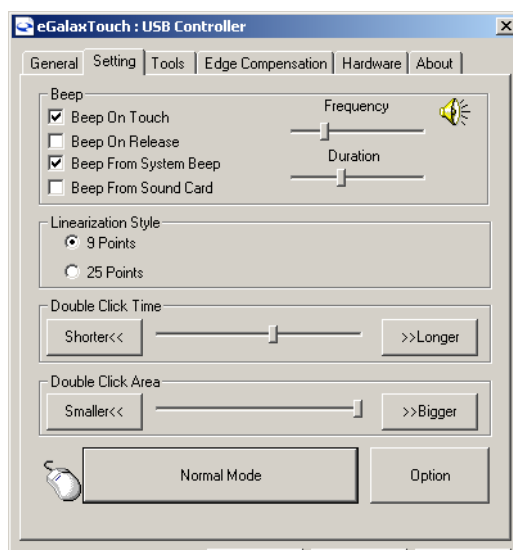 eGalaxTouch : USB Controller
General Setting Tools Edge Compensation Hardware About
Beep
Beep On Touch
Beep On Release
Beep From System Beep
Beep From Sound Card
Frequency
Duration
Linearization Style
9 Points
25 Points
Double Click Time
Shorter<<
>>Longer
Double Click Area
Smaller<<
>>Bigger
Normal Mode
Option